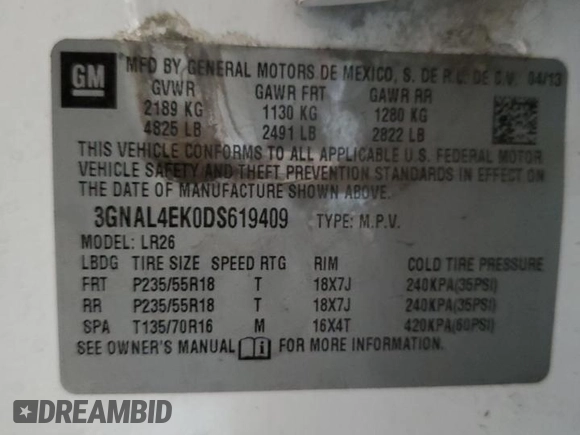 GM
MFD BY GENERAL MOTORS DE MEXICO, S. DE R.L. DE C.V. 04/13
GVWR GAWR FRT GAWR RR
2189 KG 1130 KG 1280 KG
4825 LB 2491 LB 2822 LB
THIS VEHICLE CONFORMS TO ALL APPLICABLE U.S. FEDERAL MOTOR
VEHICLE SAFETY AND THEFT PREVENTION STANDARDS IN EFFECT ON
THE DATE OF MANUFACTURE SHOWN ABOVE.
3GNAL4EK0DS619409 TYPE: M.P.V.
MODEL: LR26
LBDG TIRE SIZE SPEED RTG RIM COLD TIRE PRESSURE
FRT P235/55R18 T 18X7J 240KPA(35PSI)
RR P235/55R18 T 18X7J 240KPA(35PSI)
SPA T135/70R16 M 16X4T 420KPA(60PSI)
SEE OWNER'S MANUAL i FOR MORE INFORMATION.
DREAMBID